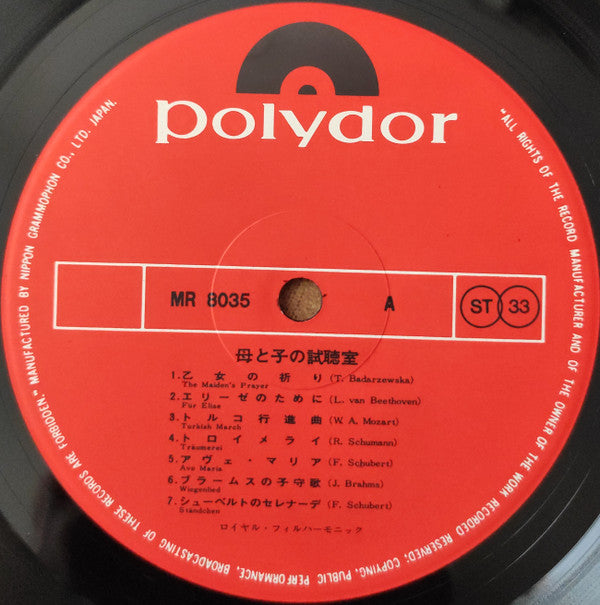 polydor
MR 8035
A
ST 33
母と子の試聴室
1.乙女の祈り (T. Badarzewska)
The Maiden's Prayer
2.エリーゼのために (L. van Beethoven)
Für Eliae
3.トルコ行進曲 (W. A. Mozart)
Turkish March
4.トロイメライ (R. Schumann)
Träumerei
5.アヴェ・マリア (F. Schubert)
Ave Maria
6.ブラームスの子守歌 (J. Brahms)
Wiegenlied
7.シューベルトのセレナーデ (F. Schubert)
Ständchen
ロイヤル・フィルハーモニック
"ALL RIGHTS OF THE RECORD MANUFACTURER AND OF THE OWNER OF THE WORK RECORDED RESERVED; COPYING, PUBLIC PERFORMANCE, BROADCASTING OF THESE RECORDS ARE FORBIDDEN" MANUFACTURED BY NIPPON GRAMMOPHON CO., LTD. JAPAN.